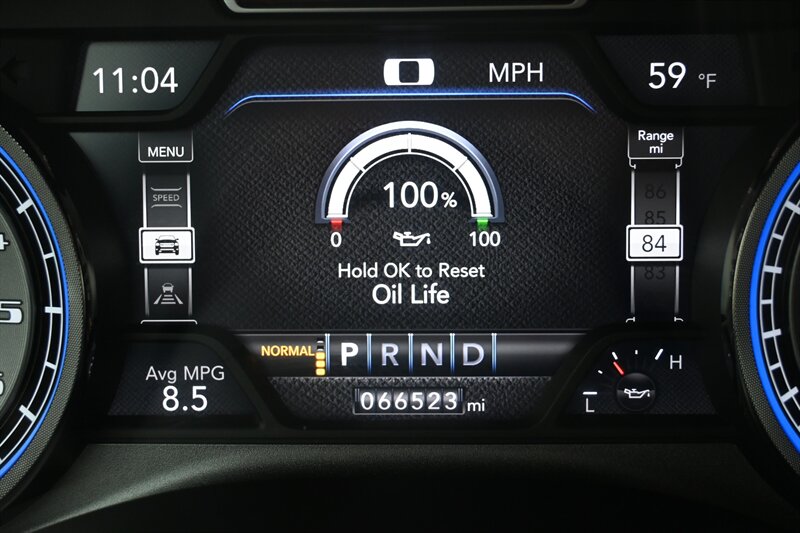 11:04
MPH
59 °F
MENU
Range
mi
SPEED
86
85
84
83
100%
0
100
Hold OK to Reset
Oil Life
NORMAL
P R N D
Avg MPG
8.5
066523 mi
L
H
+
5